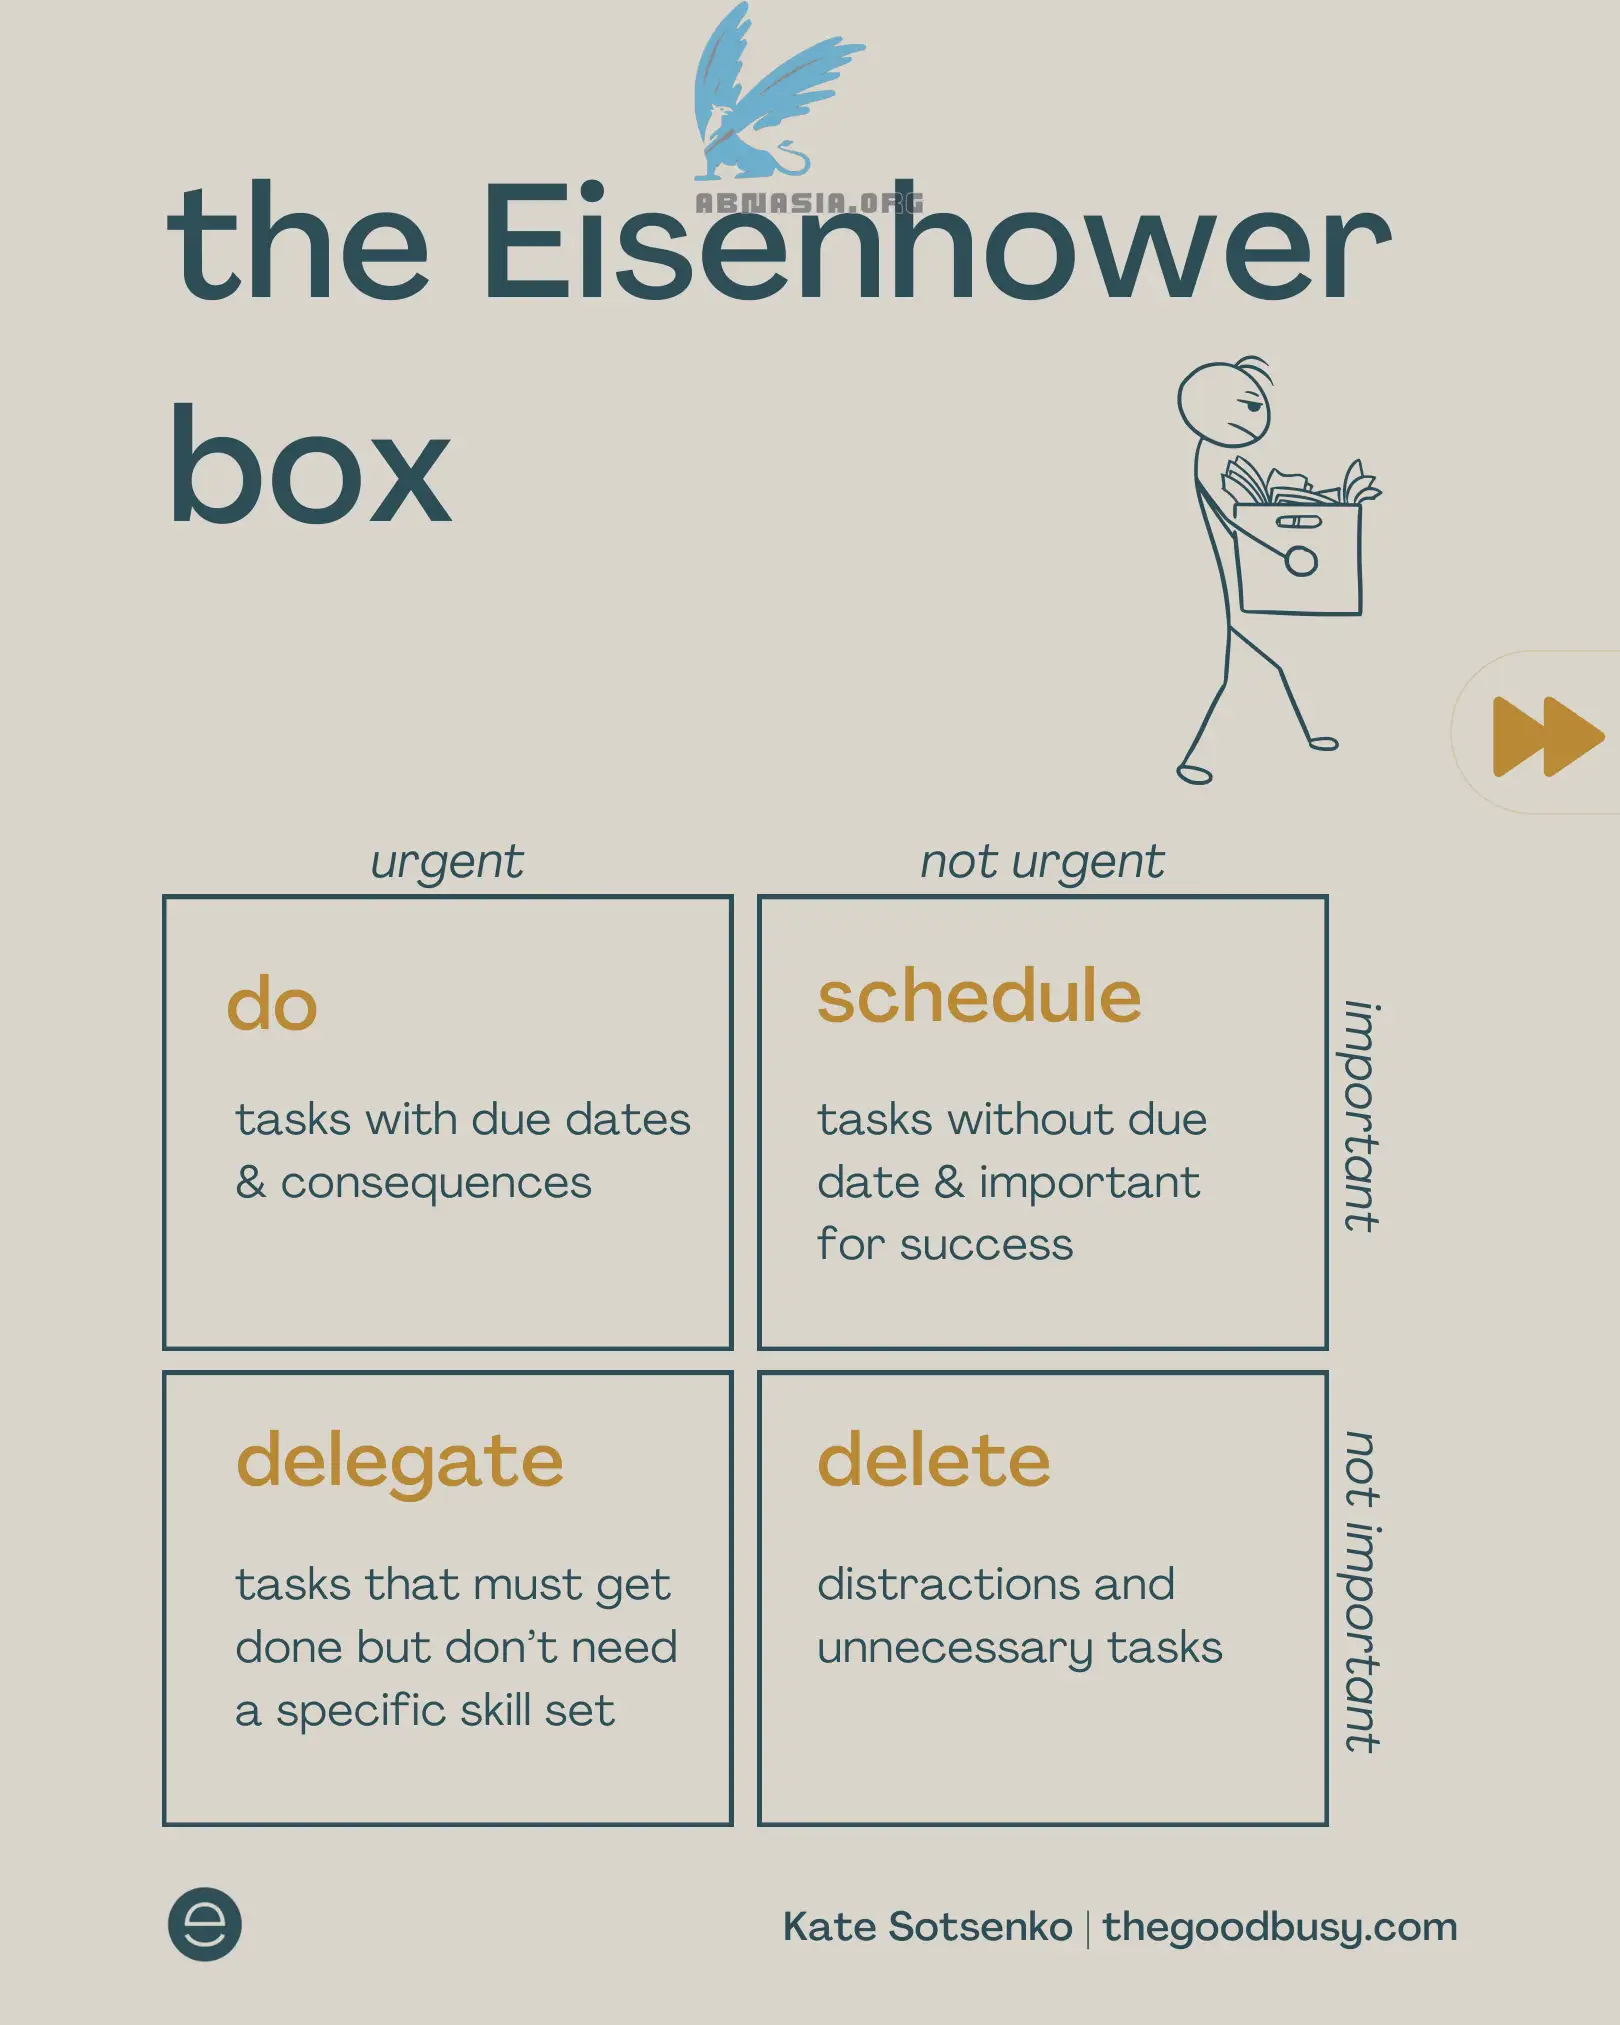 ABNASIA.ORG
the Eisenhower
box
urgent
not urgent
do
tasks with due dates
& consequences
schedule
tasks without due
date & important
for success
important
delegate
tasks that must get
done but don’t need
a specific skill set
delete
distractions and
unnecessary tasks
not important
e
Kate Sotsenko | thegoodbusy.com